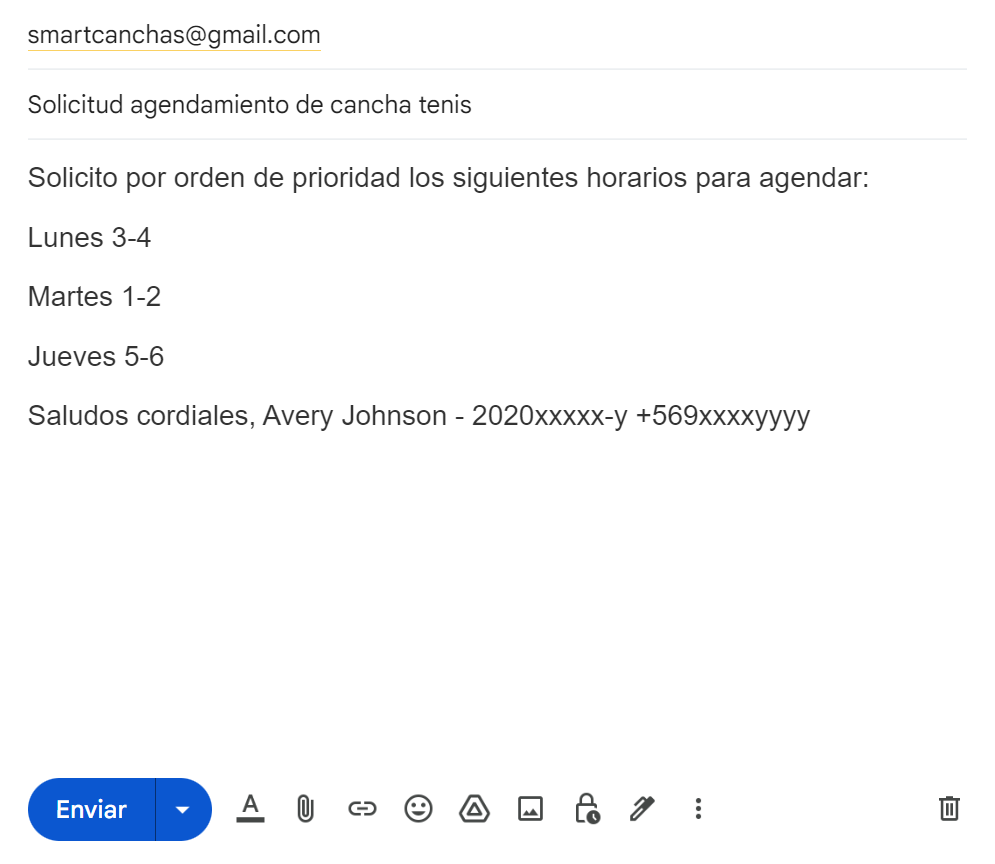 smartcanchas@gmail.com
Solicitud agendamiento de cancha tenis
Solicito por orden de prioridad los siguientes horarios para agendar:
Lunes 3-4
Martes 1-2
Jueves 5-6
Saludos cordiales, Avery Johnson - 2020xxxxx-y +569xxxxyyyy
Enviar
A